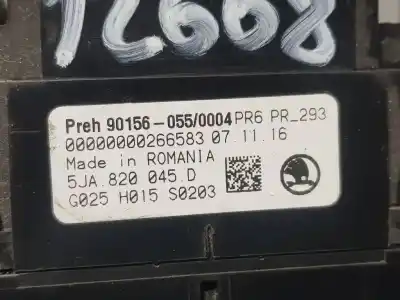 Preh 90156-055/0004 PR6 PR_293
00000000266583 07.11.16
Made in ROMANIA
5JA.820 045.D
G025 H015 S0203